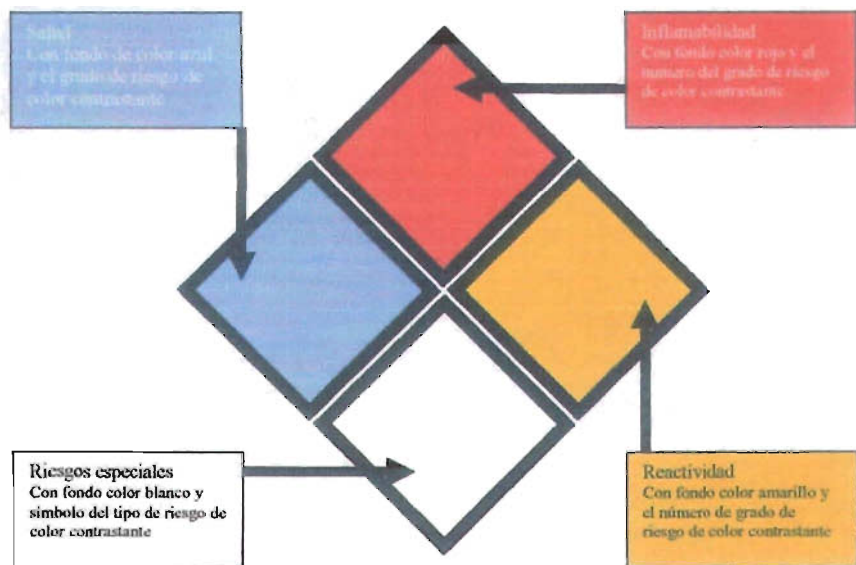 Salud
Con fondo de color azul
y el grado de riesgo de
color contrastante
Inflamabilidad
Con fondo color rojo y el
numero del grado de riesgo
de color contrastante
Riesgos especiales
Con fondo color blanco y
simbolo del tipo de riesgo de
color contrastante
Reactividad
Con fondo color amarillo y
el número de grado de
riesgo de color contrastante